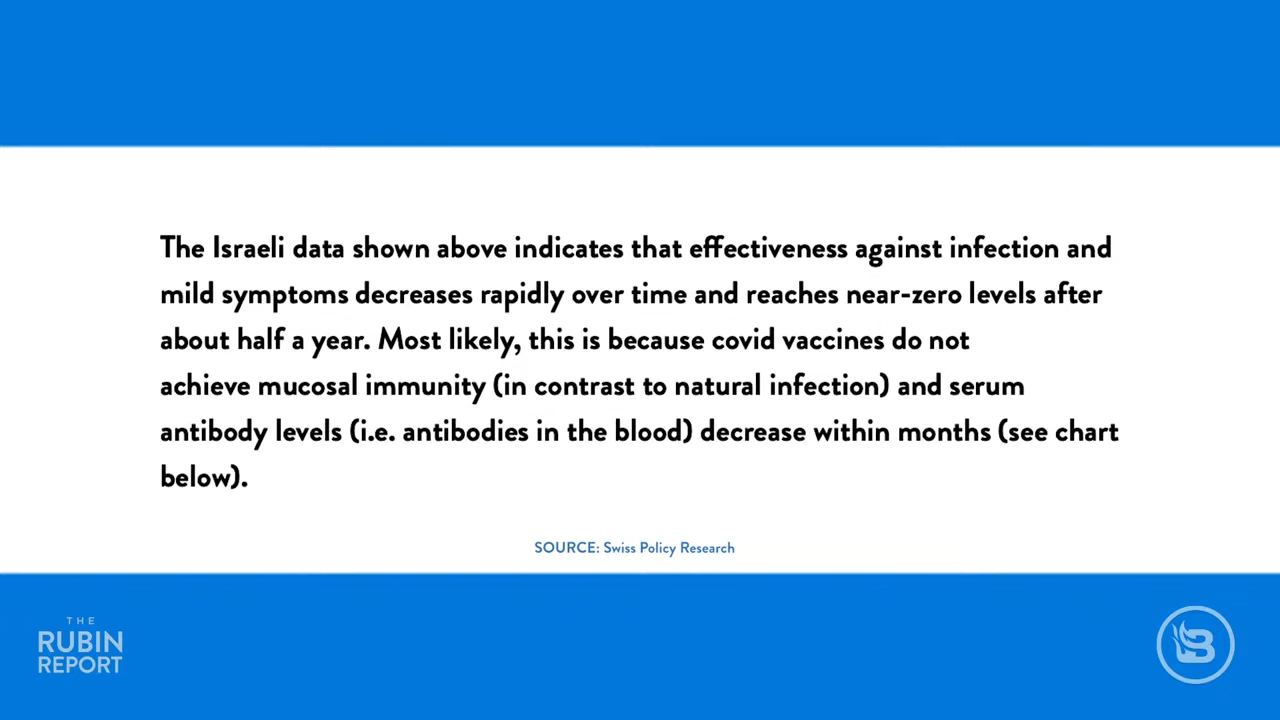 The Israeli data shown above indicates that effectiveness against infection and
mild symptoms decreases rapidly over time and reaches near-zero levels after
about half a year. Most likely, this is because covid vaccines do not
achieve mucosal immunity (in contrast to natural infection) and serum
antibody levels (i.e. antibodies in the blood) decrease within months (see chart
below).
SOURCE: Swiss Policy Research
THE
RUBIN
REPORT
B